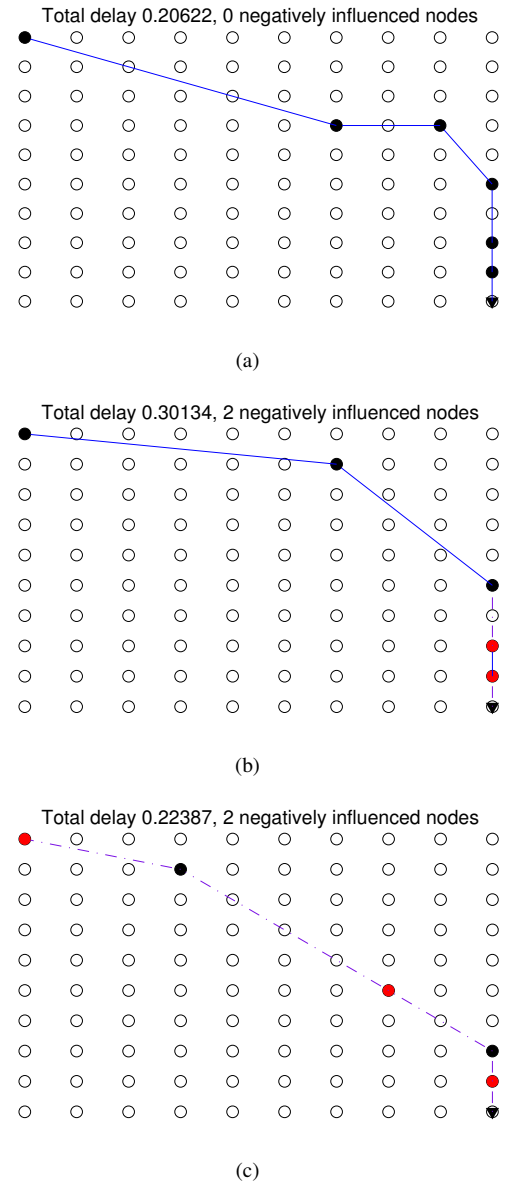 Total delay 0.20622, 0 negatively influenced nodes
(a)
Total delay 0.30134, 2 negatively influenced nodes
(b)
Total delay 0.22387, 2 negatively influenced nodes
(c)